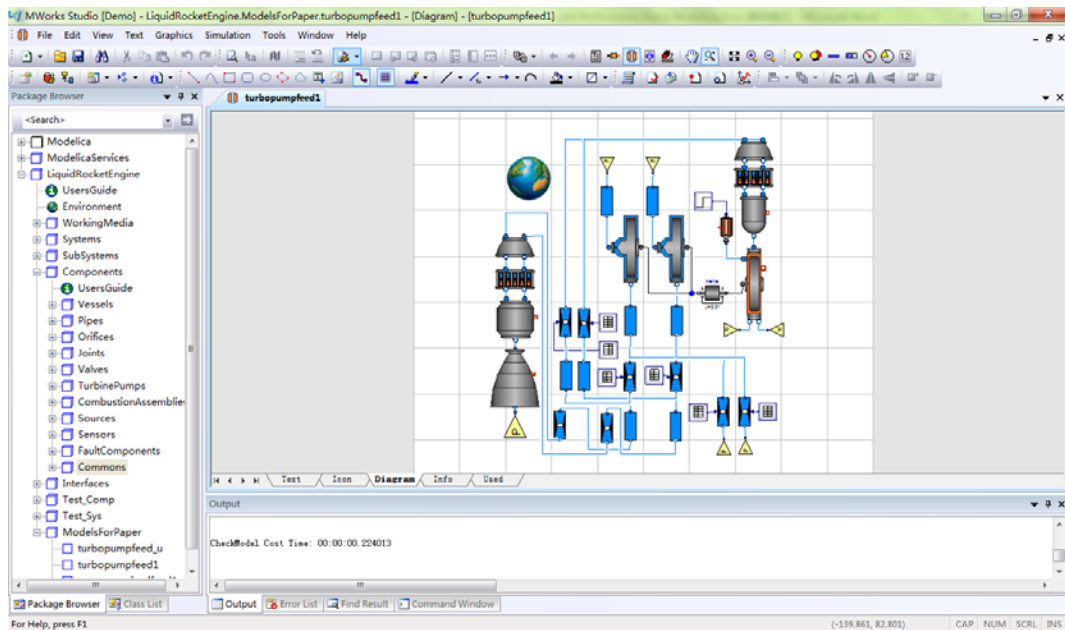 MWorks Studio [Demo] - LiquidRocketEngine.ModelsForPaper.turbopumpfeed1 - [Diagram] - [turbopumpfeed1]
File Edit View Text Graphics Simulation Tools Window Help
Package Browser
turbopumpfeed1
<Search>
Modelica
ModelicaServices
LiquidRocketEngine
UsersGuide
Environment
WorkingMedia
Systems
SubSystems
Components
UsersGuide
Vessels
Pipes
Orifices
Joints
Valves
TurbinePumps
CombustionAssemblie
Sources
Sensors
FaultComponents
Commons
Interfaces
Test_Comp
Test_Sys
ModelsForPaper
turbopumpfeed_u
turbopumpfeed1
Text Icon Diagram Info Used
Output
CheckModel Cost Time: 00:00:00.224013
Package Browser Class List
Output Error List Find Result Command Window
For Help, press F1
(-139.861, 82.801) CAP NUM SCRL INS